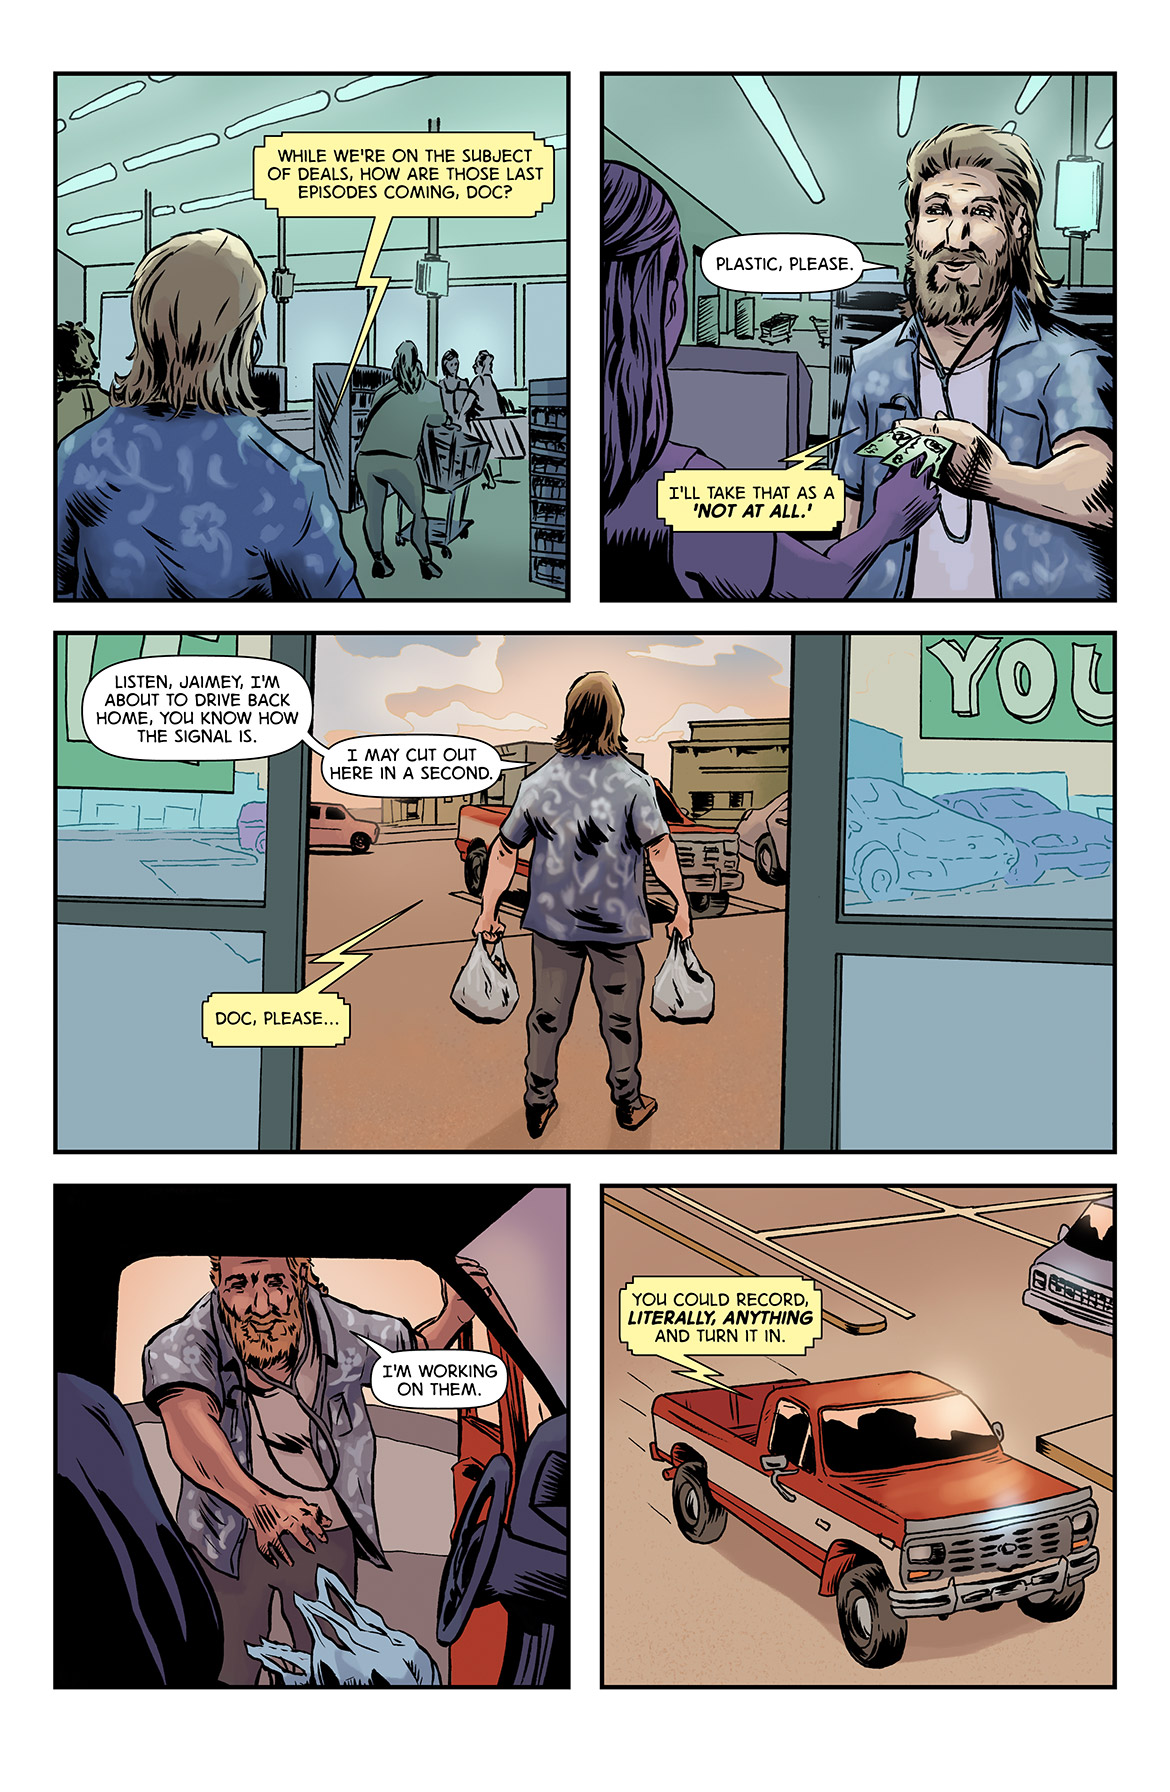 WHILE WE'RE ON THE SUBJECT
OF DEALS, HOW ARE THOSE LAST
EPISODES COMING, DOC?
PLASTIC, PLEASE.
I'LL TAKE THAT AS A
'NOT AT ALL.'
LISTEN, JAIMEY, I'M
ABOUT TO DRIVE BACK
HOME, YOU KNOW HOW
THE SIGNAL IS.
I MAY CUT OUT
HERE IN A SECOND.
YOU
DOC, PLEASE...
I'M WORKING
ON THEM.
YOU COULD RECORD,
LITERALLY, ANYTHING
AND TURN IT IN.